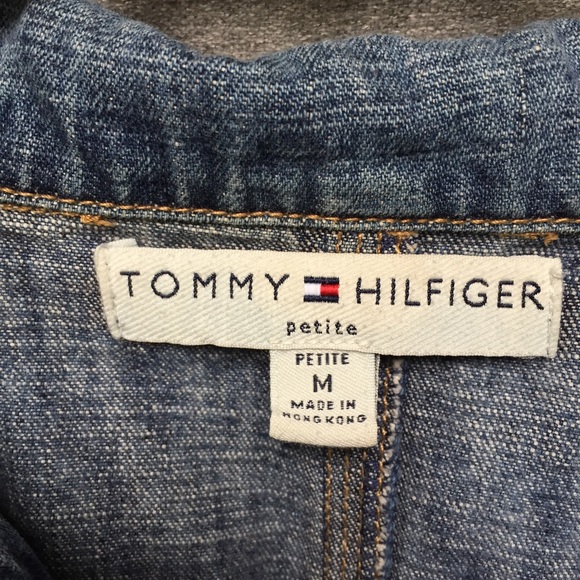 TOMMY HILFIGER
petite
PETITE
M
MADE IN
HONG KONG